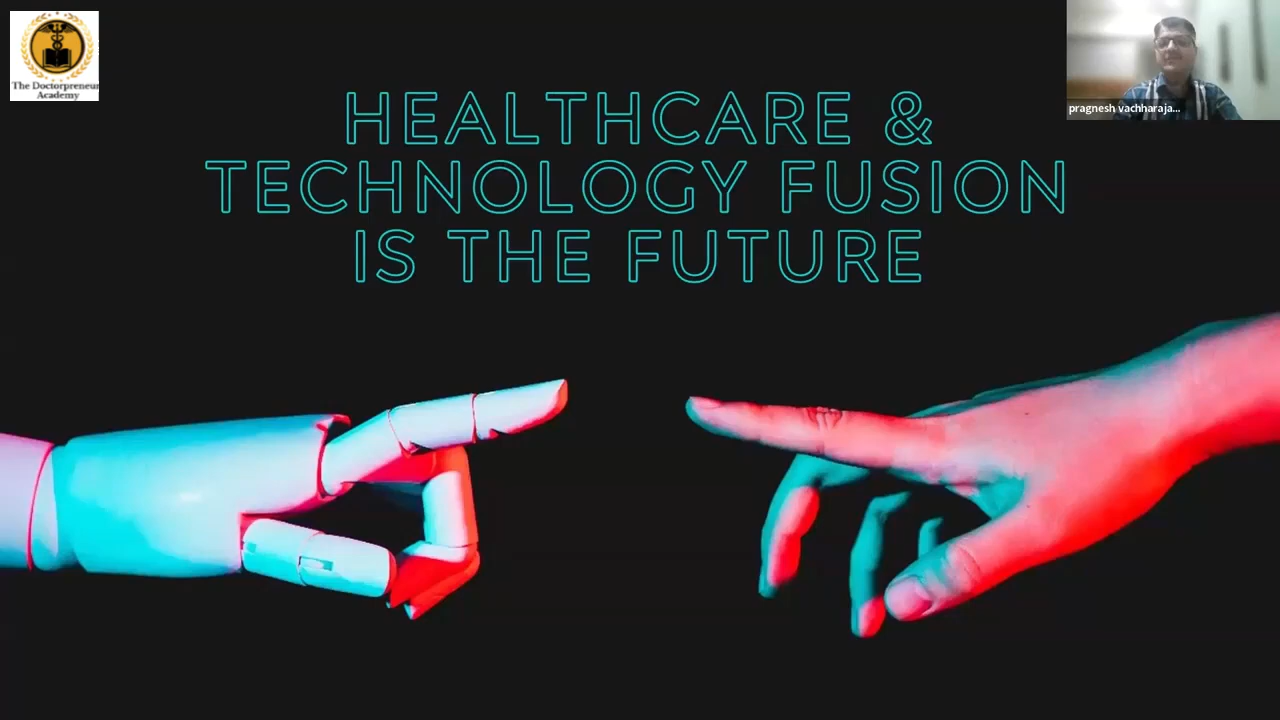 The Doctorpreneur
Academy
HEALTHCARE &
TECHNOLOGY FUSION
IS THE FUTURE
pragnesh vachharaja...